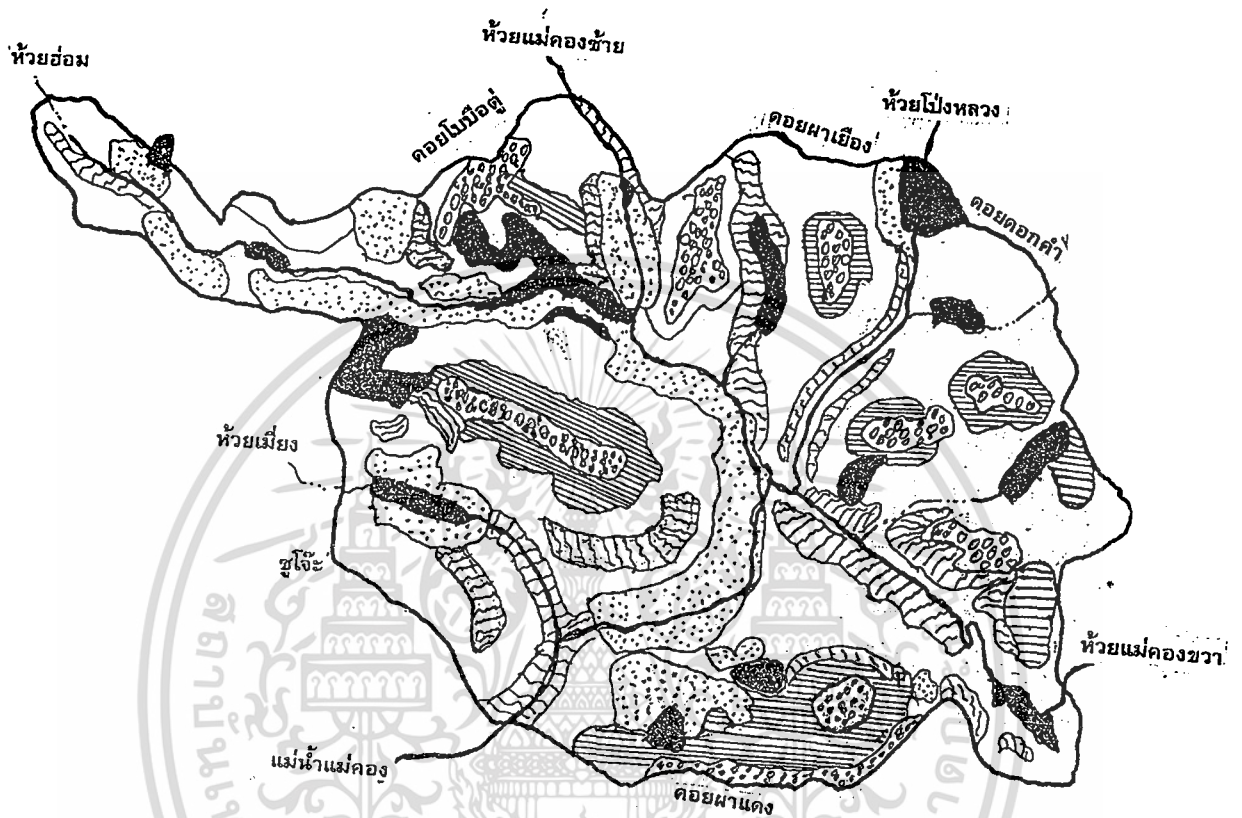 ห้วยแม่คองซ้าย
ห้วยฮ่อม
ห้วยโป่งหลวง
ดอยผาเยือง
ดอยโบบือตู่
ดอยดอกคำ
ห้วยเมี่ยง
ซูโจ๊ะ
ห้วยแม่คองขวา
แม่น้ำแม่คอง
ดอยผาแดง